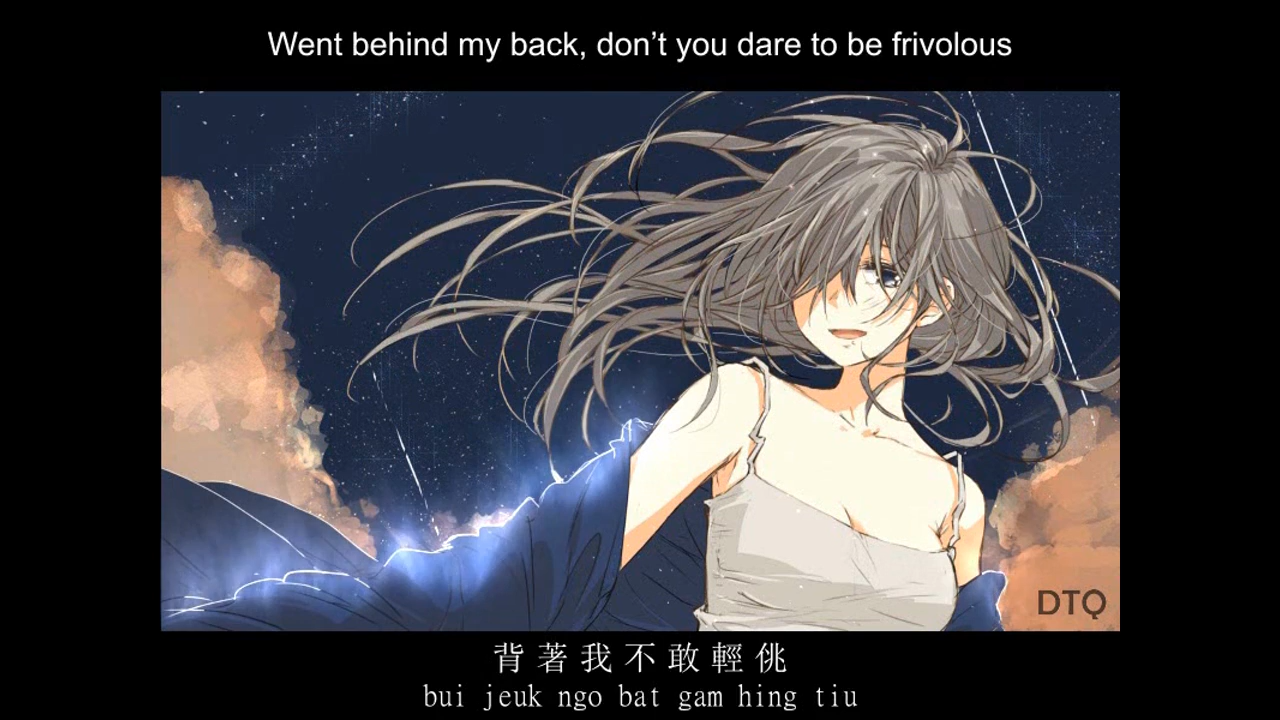 Went behind my back, don’t you dare to be frivolous
DTQ
背著我不敢輕佻
bui jeuk ngo bat gam hing tiu